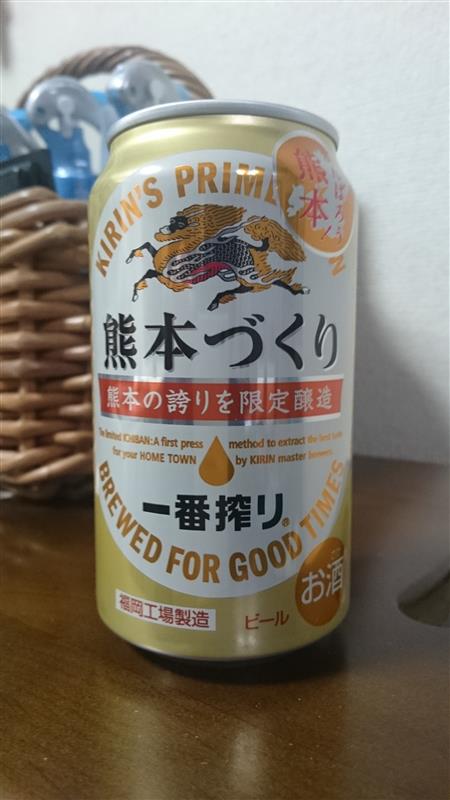 KIRIN'S PRIME
熊本
熊本づくり
熊本の誇りを限定醸造
The limited ICHIBAN: A first press method to extract the best taste
for your HOME TOWN by KIRIN master brewers.
一番搾り®
BREWED FOR GOOD TIMES
お酒
福岡工場製造
ビール